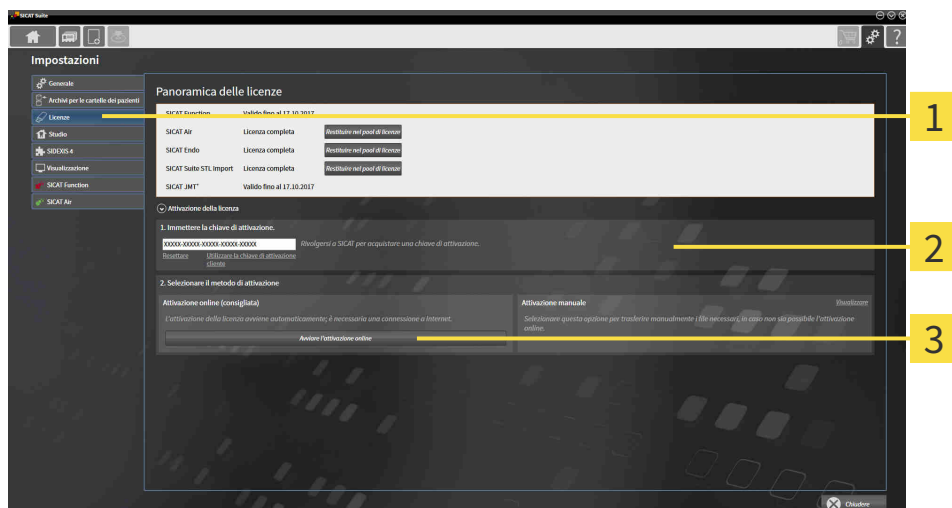 SICAT Suite
?
Impostazioni
Generale
Archivi per le cartelle dei pazienti
Licenze
Studio
SIDEXIS 4
Visualizzazione
SICAT Function
SICAT Air
Panoramica delle licenze
SICAT Function Valido fino al 17.10.2017
SICAT Air Licenza completa Restituire nel pool di licenze
SICAT Endo Licenza completa Restituire nel pool di licenze
SICAT Suite STL Import Licenza completa Restituire nel pool di licenze
SICAT JMT+ Valido fino al 17.10.2017
Attivazione della licenza
1. Immettere la chiave di attivazione.
XXXXX-XXXXX-XXXXX-XXXXX-XXXXX Rivolgersi a SICAT per acquistare una chiave di attivazione.
Resettare Utilizzare la chiave di attivazione
cliente
2. Selezionare il metodo di attivazione
Attivazione online (consigliata)
L'attivazione della licenza avviene automaticamente; è necessaria una connessione a Internet.
Avviare l'attivazione online
Attivazione manuale Visualizzare
Selezionare questa opzione per trasferire manualmente i file necessari, in caso non sia possibile l'attivazione
online.
Chiudere
1
2
3